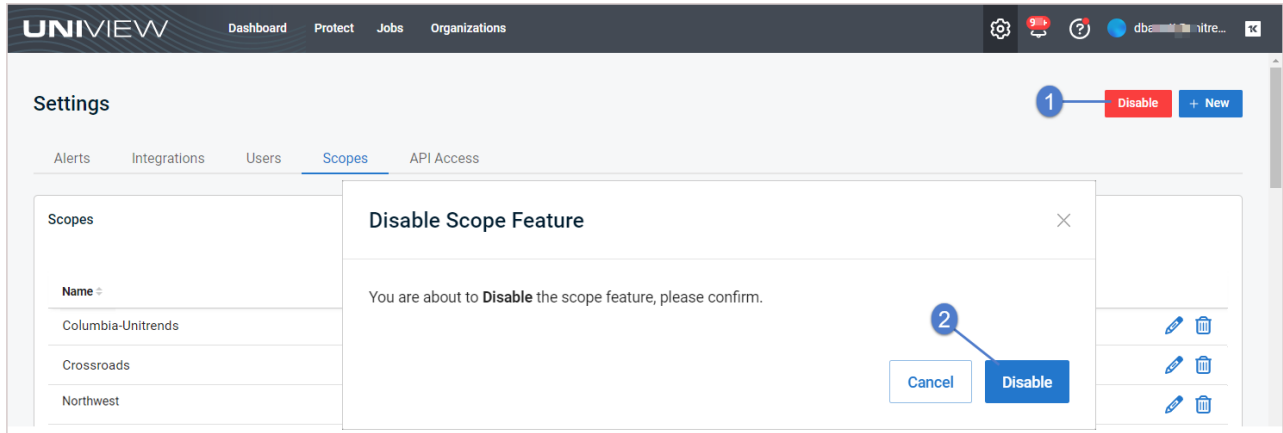 UNIVIEW Dashboard Protect Jobs Organizations 9+
Settings
1 Disable + New
Alerts Integrations Users Scopes API Access
Scopes
Disable Scope Feature
Name
You are about to Disable the scope feature, please confirm.
Columbia-Unitrends
2
Crossroads
Cancel Disable
Northwest